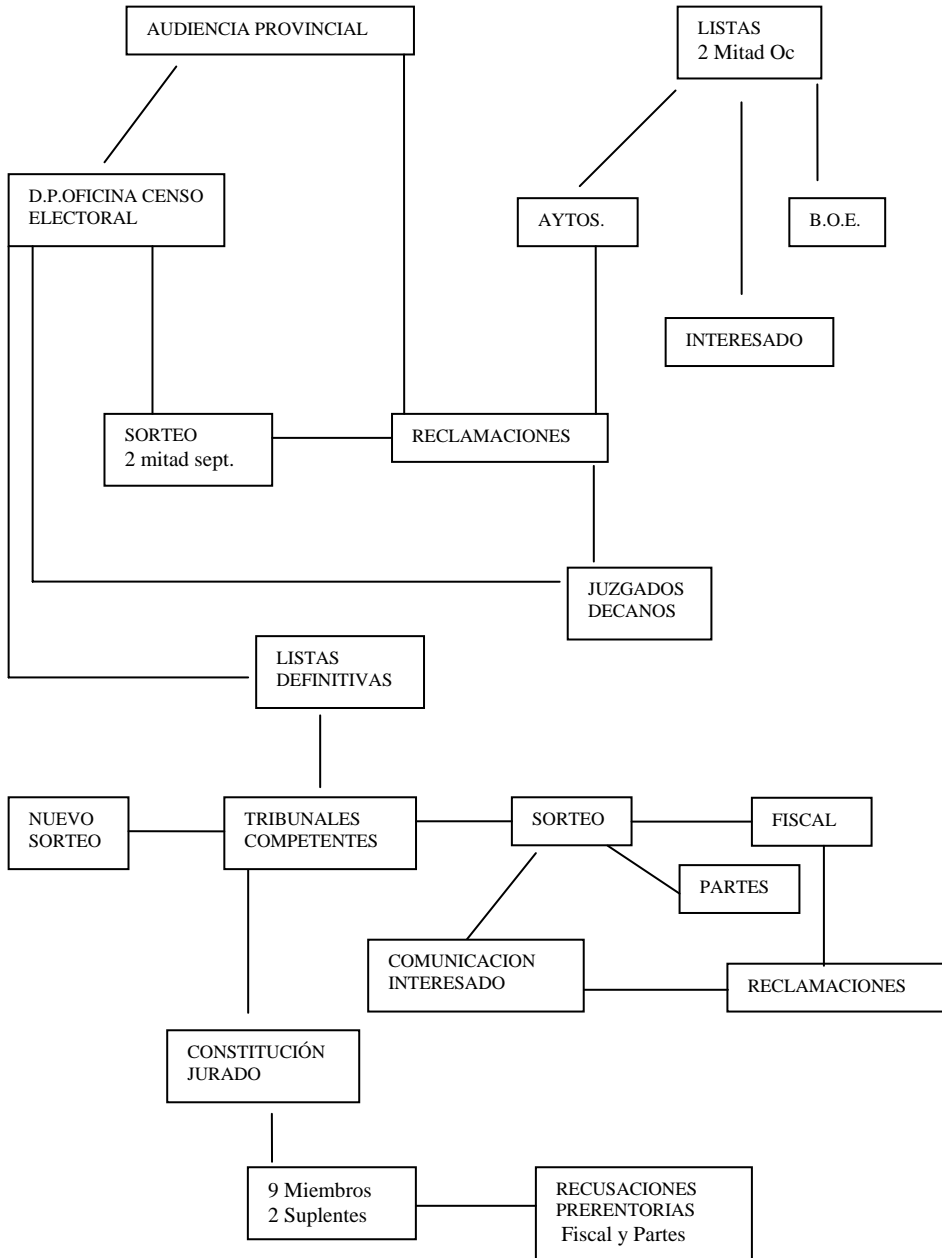 AUDIENCIA PROVINCIAL
LISTAS
2 Mitad Oc
D.P.OFICINA CENSO
ELECTORAL
AYTOS.
B.O.E.
INTERESADO
SORTEO
2 mitad sept.
RECLAMACIONES
JUZGADOS
DECANOS
LISTAS
DEFINITIVAS
NUEVO
SORTEO
TRIBUNALES
COMPETENTES
SORTEO
FISCAL
PARTES
COMUNICACION
INTERESADO
RECLAMACIONES
CONSTITUCIÓN
JURADO
9 Miembros
2 Suplentes
RECUSACIONES
PRERENTORIAS
Fiscal y Partes